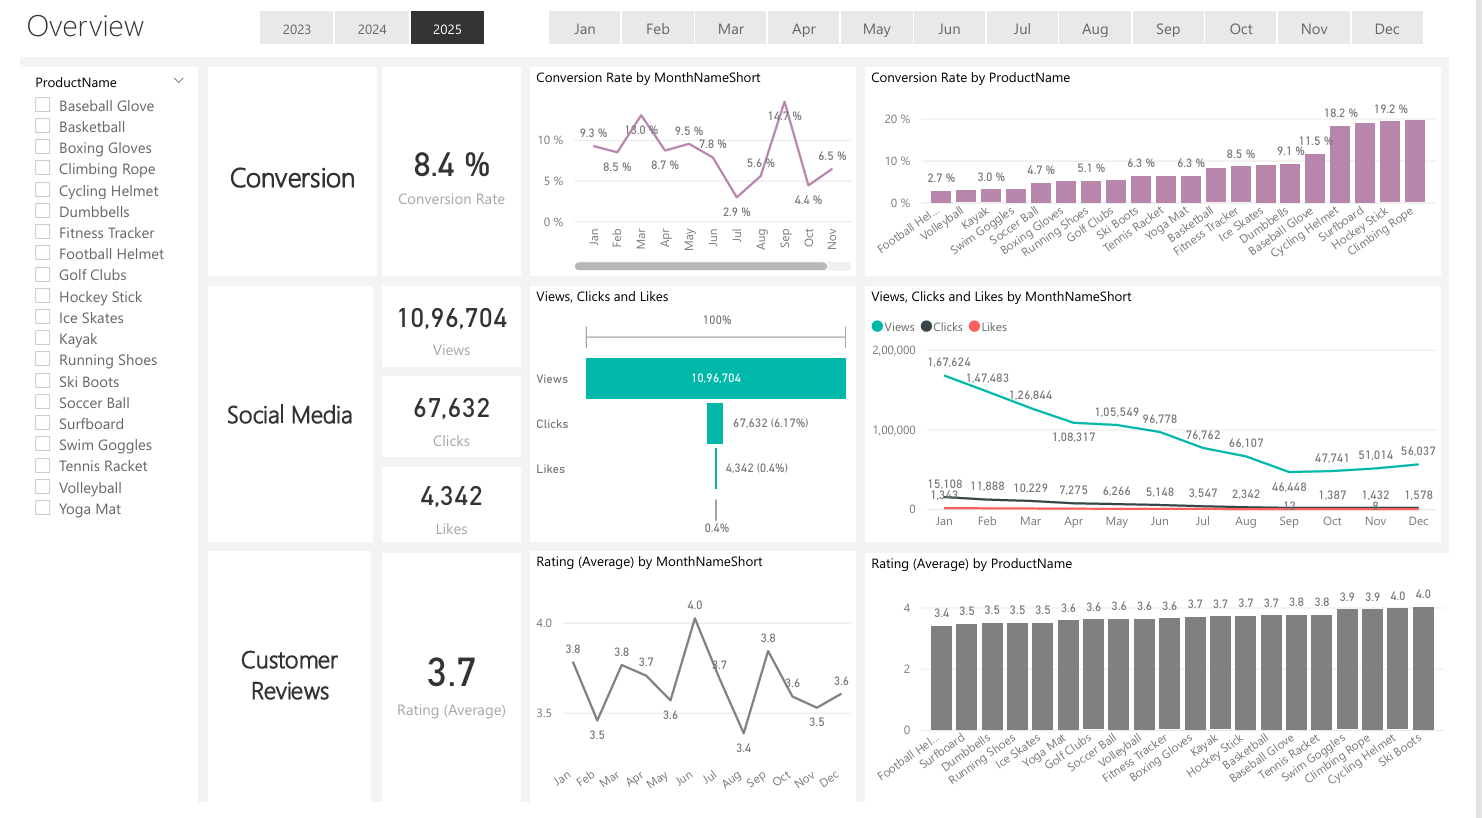 Overview
2023 2024 2025
Jan Feb Mar Apr May Jun Jul Aug Sep Oct Nov Dec
ProductName
Baseball Glove
Basketball
Boxing Gloves
Climbing Rope
Cycling Helmet
Dumbbells
Fitness Tracker
Football Helmet
Golf Clubs
Hockey Stick
Ice Skates
Kayak
Running Shoes
Ski Boots
Soccer Ball
Surfboard
Swim Goggles
Tennis Racket
Volleyball
Yoga Mat
Conversion
8.4 %
Conversion Rate
Conversion Rate by MonthNameShort
10 %
5 %
0 %
9.3 % 8.5 % 13.0 % 8.7 % 9.5 % 7.8 % 2.9 % 5.6 % 14.7 % 4.4 % 6.5 %
Jan Feb Mar Apr May Jun Jul Aug Sep Oct Nov
Conversion Rate by ProductName
20 %
10 %
0 %
2.7 % 3.0 % 4.7 % 5.1 % 6.3 % 6.3 % 8.5 % 9.1 % 11.5 % 18.2 % 19.2 %
Football Hel... Volleyball Kayak Swim Goggles Soccer Ball Boxing Gloves Running Shoes Golf Clubs Ski Boots Tennis Racket Yoga Mat Basketball Fitness Tracker Ice Skates Dumbbells Baseball Glove Cycling Helmet Surfboard Hockey Stick Climbing Rope
Social Media
10,96,704
Views
67,632
Clicks
4,342
Likes
Views, Clicks and Likes
100%
Views 10,96,704
Clicks 67,632 (6.17%)
Likes 4,342 (0.4%)
0.4%
Views, Clicks and Likes by MonthNameShort
Views Clicks Likes
2,00,000
1,00,000
0
1,67,624 1,47,483 1,26,844 1,08,317 1,05,549 96,778 76,762 66,107 46,448 47,741 51,014 56,037
15,108 11,888 10,229 7,275 6,266 5,148 3,547 2,342 1,387 1,432 1,578
1,343 12 8
Jan Feb Mar Apr May Jun Jul Aug Sep Oct Nov Dec
Customer
Reviews
3.7
Rating (Average)
Rating (Average) by MonthNameShort
4.0
3.5
3.8 3.5 3.8 3.7 3.6 4.0 3.7 3.4 3.8 3.6 3.5 3.6
Jan Feb Mar Apr May Jun Jul Aug Sep Oct Nov Dec
Rating (Average) by ProductName
4
2
0
3.4 3.5 3.5 3.5 3.5 3.6 3.6 3.6 3.6 3.6 3.7 3.7 3.7 3.7 3.8 3.8 3.9 3.9 4.0 4.0
Football Hel... Surfboard Dumbbells Running Shoes Ice Skates Yoga Mat Golf Clubs Soccer Ball Volleyball Fitness Tracker Boxing Gloves Kayak Hockey Stick Basketball Baseball Glove Tennis Racket Swim Goggles Climbing Rope Cycling Helmet Ski Boots